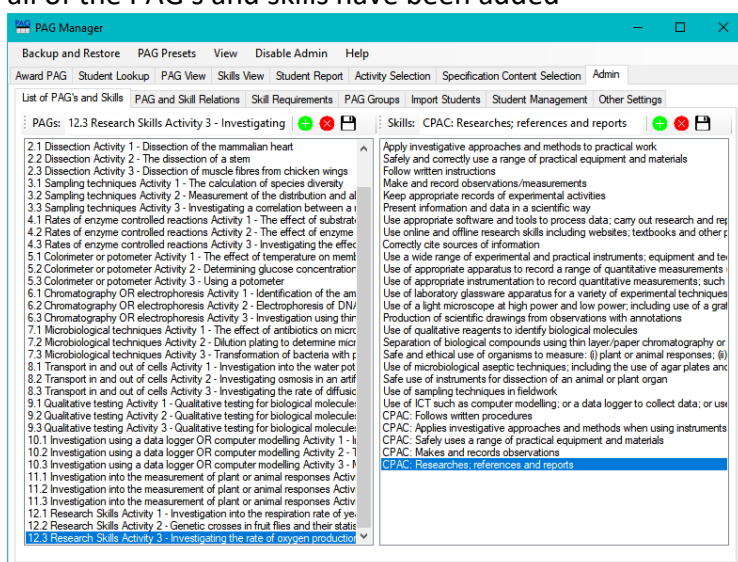 all of the PAG's and skills have been added
PAG Manager
Backup and Restore PAG Presets View Disable Admin Help
Award PAG Student Lookup PAG View Skills View Student Report Activity Selection Specification Content Selection Admin
List of PAG's and Skills PAG and Skill Relations Skill Requirements PAG Groups Import Students Student Management Other Settings
PAGs: 12.3 Research Skills Activity 3 - Investigating
Skills: CPAC: Researches; references and reports
2.1 Dissection Activity 1 - Dissection of the mammalian heart
2.2 Dissection Activity 2 - The dissection of a stem
2.3 Dissection Activity 3 - Dissection of muscle fibres from chicken wings
3.1 Sampling techniques Activity 1 - The calculation of species diversity
3.2 Sampling techniques Activity 2 - Measurement of the distribution and al
3.3 Sampling techniques Activity 3 - Investigating a correlation between a
4.1 Rates of enzyme controlled reactions Activity 1 - The effect of substrat
4.2 Rates of enzyme controlled reactions Activity 2 - The effect of enzyme
4.3 Rates of enzyme controlled reactions Activity 3 - Investigating the effec
5.1 Colorimeter or potometer Activity 1 - The effect of temperature on memb
5.2 Colorimeter or potometer Activity 2 - Determining glucose concentration
5.3 Colorimeter or potometer Activity 3 - Using a potometer
6.1 Chromatography OR electrophoresis Activity 1 - Identification of the am
6.2 Chromatography OR electrophoresis Activity 2 - Electrophoresis of DNA
6.3 Chromatography OR electrophoresis Activity 3 - Investigation using thin
7.1 Microbiological techniques Activity 1 - The effect of antibiotics on micro
7.2 Microbiological techniques Activity 2 - Dilution plating to determine micr
7.3 Microbiological techniques Activity 3 - Transformation of bacteria with p
8.1 Transport in and out of cells Activity 1 - Investigation into the water pot
8.2 Transport in and out of cells Activity 2 - Investigating osmosis in an artif
8.3 Transport in and out of cells Activity 3 - Investigating the rate of diffusic
9.1 Qualitative testing Activity 1 - Qualitative testing for biological molecule
9.2 Qualitative testing Activity 2 - Qualitative testing for biological molecule
9.3 Qualitative testing Activity 3 - Qualitative testing for biological molecule
10.1 Investigation using a data logger OR computer modelling Activity 1 - I
10.2 Investigation using a data logger OR computer modelling Activity 2 - T
10.3 Investigation using a data logger OR computer modelling Activity 3 - M
11.1 Investigation into the measurement of plant or animal responses Activ
11.2 Investigation into the measurement of plant or animal responses Activ
11.3 Investigation into the measurement of plant or animal responses Activ
12.1 Research Skills Activity 1 - Investigation into the respiration rate of yea
12.2 Research Skills Activity 2 - Genetic crosses in fruit flies and their statis
12.3 Research Skills Activity 3 - Investigating the rate of oxygen production
Apply investigative approaches and methods to practical work
Safely and correctly use a range of practical equipment and materials
Follow written instructions
Make and record observations/measurements
Keep appropriate records of experimental activities
Present information and data in a scientific way
Use appropriate software and tools to process data; carry out research and rep
Use online and offline research skills including websites; textbooks and other p
Correctly cite sources of information
Use a wide range of experimental and practical instruments; equipment and te
Use of appropriate apparatus to record a range of quantitative measurements
Use of appropriate instrumentation to record quantitative measurements; such
Use of laboratory glassware apparatus for a variety of experimental techniques
Use of a light microscope at high power and low power; including use of a grat
Production of scientific drawings from observations with annotations
Use of qualitative reagents to identify biological molecules
Separation of biological compounds using thin layer/paper chromatography or
Safe and ethical use of organisms to measure: (i) plant or animal responses; (ii)
Use of microbiological aseptic techniques; including the use of agar plates and
Safe use of instruments for dissection of an animal or plant organ
Use of sampling techniques in fieldwork
Use of ICT such as computer modelling; or a data logger to collect data; or use
CPAC: Follows written procedures
CPAC: Applies investigative approaches and methods when using instruments
CPAC: Safely uses a range of practical equipment and materials
CPAC: Makes and records observations
CPAC: Researches; references and reports